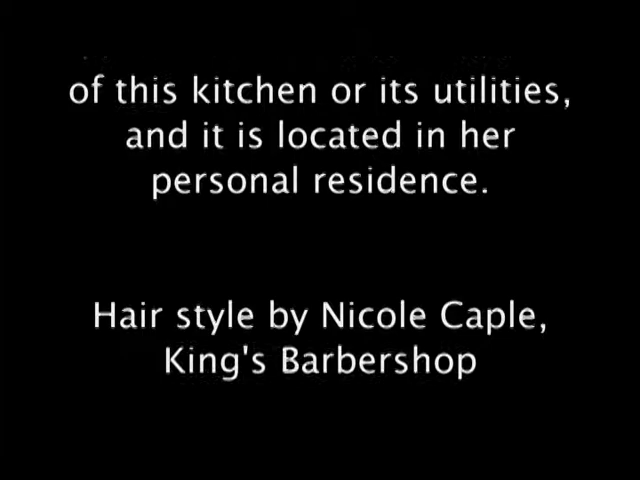 of this kitchen or its utilities,
and it is located in her
personal residence.
Hair style by Nicole Caple,
King's Barbershop